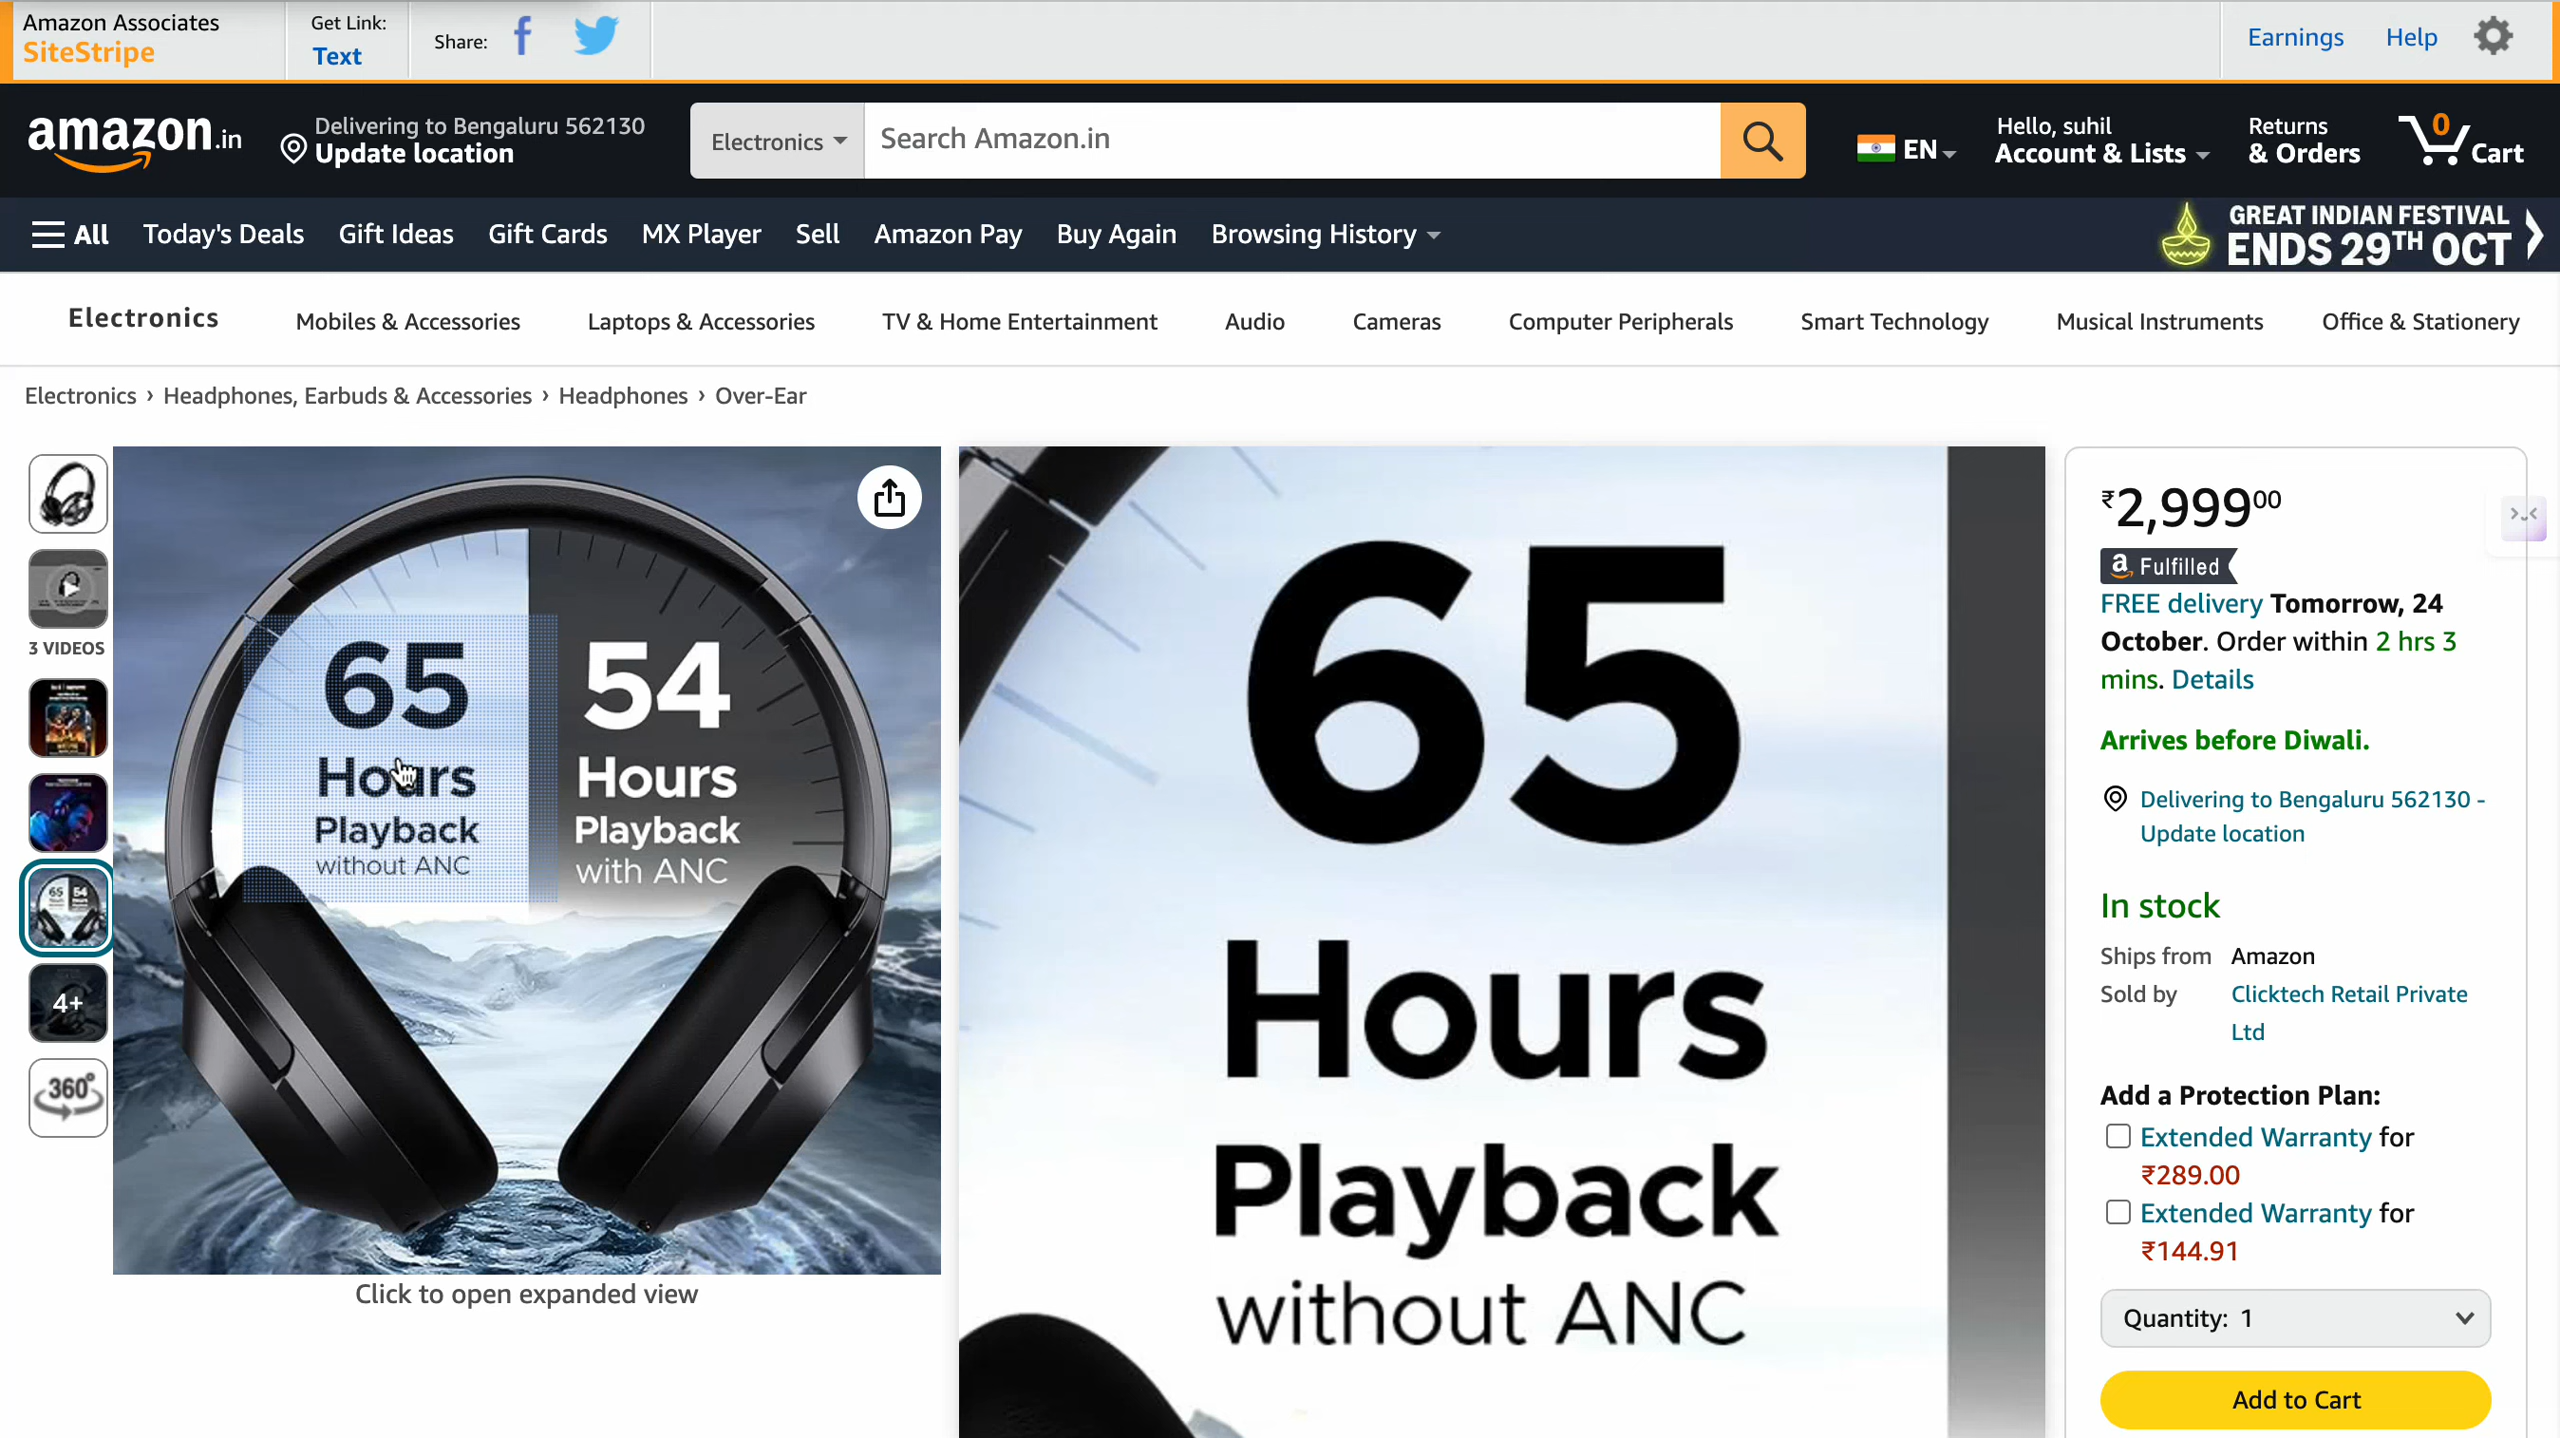 Amazon Associates
SiteStripe
Get Link:
Text
Share:
Earnings
Help
amazon.in
Delivering to Bengaluru 562130
Update location
Electronics
Search Amazon.in
EN
Hello, suhil
Account & Lists
Returns
& Orders
0
Cart
All
Today's Deals
Gift Ideas
Gift Cards
MX Player
Sell
Amazon Pay
Buy Again
Browsing History
GREAT INDIAN FESTIVAL
ENDS 29TH OCT
Electronics
Mobiles & Accessories
Laptops & Accessories
TV & Home Entertainment
Audio
Cameras
Computer Peripherals
Smart Technology
Musical Instruments
Office & Stationery
Electronics › Headphones, Earbuds & Accessories › Headphones › Over-Ear
3 VIDEOS
65 54
4+
360°
65
Hours
Playback
without ANC
54
Hours
Playback
with ANC
Click to open expanded view
65
Hours
Playback
without ANC
₹2,99900
a Fulfilled
FREE delivery Tomorrow, 24
October. Order within 2 hrs 3
mins. Details
Arrives before Diwali.
Delivering to Bengaluru 562130 -
Update location
In stock
Ships from Amazon
Sold by Clicktech Retail Private
Ltd
Add a Protection Plan:
Extended Warranty for
₹289.00
Extended Warranty for
₹144.91
Quantity: 1
Add to Cart